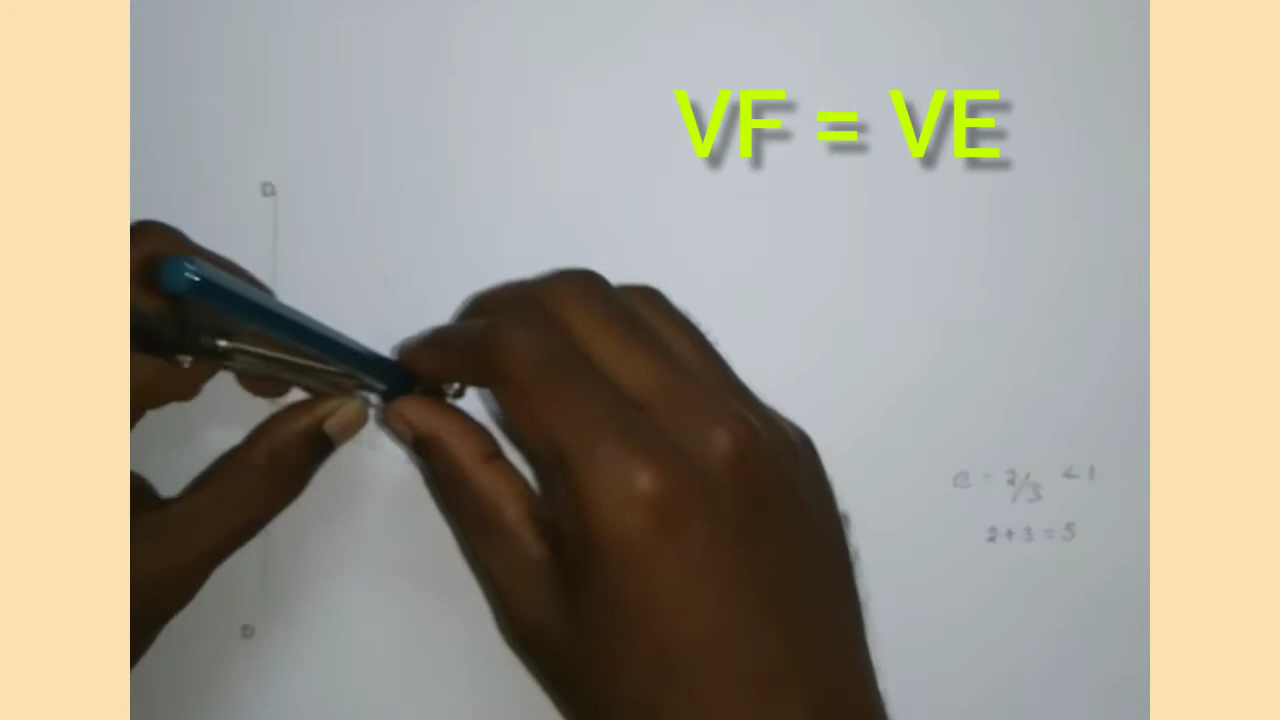 VF = VE
D
e = 2/3 < 1
2 + 3 = 5
D